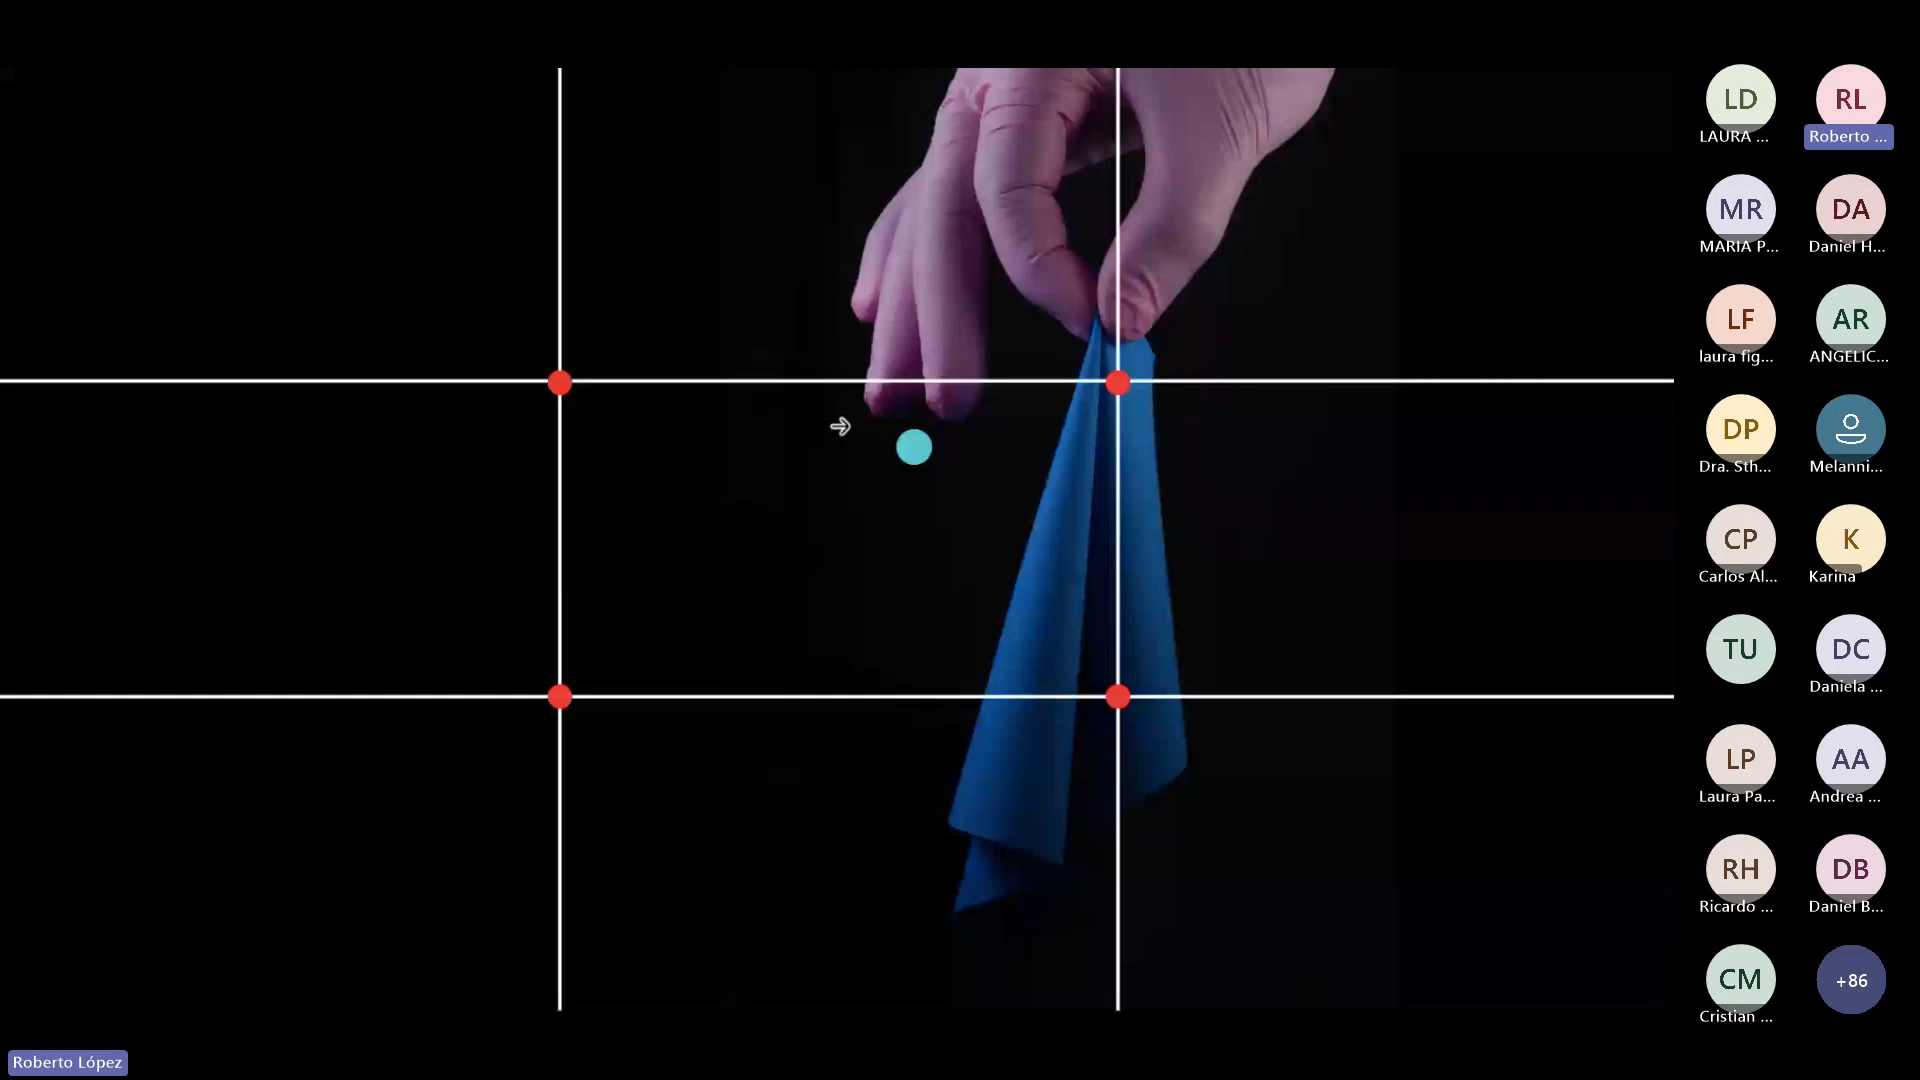 LD
RL
LAURA ...
Roberto ...
MR
DA
MARIA P...
Daniel H...
LF
AR
laura fig...
ANGELIC...
DP
Dra. Sth...
Melanni...
CP
K
Carlos Al...
Karina
TU
DC
Daniela ...
LP
AA
Laura Pa...
Andrea ...
RH
DB
Ricardo ...
Daniel B...
CM
+86
Cristian ...
Roberto López